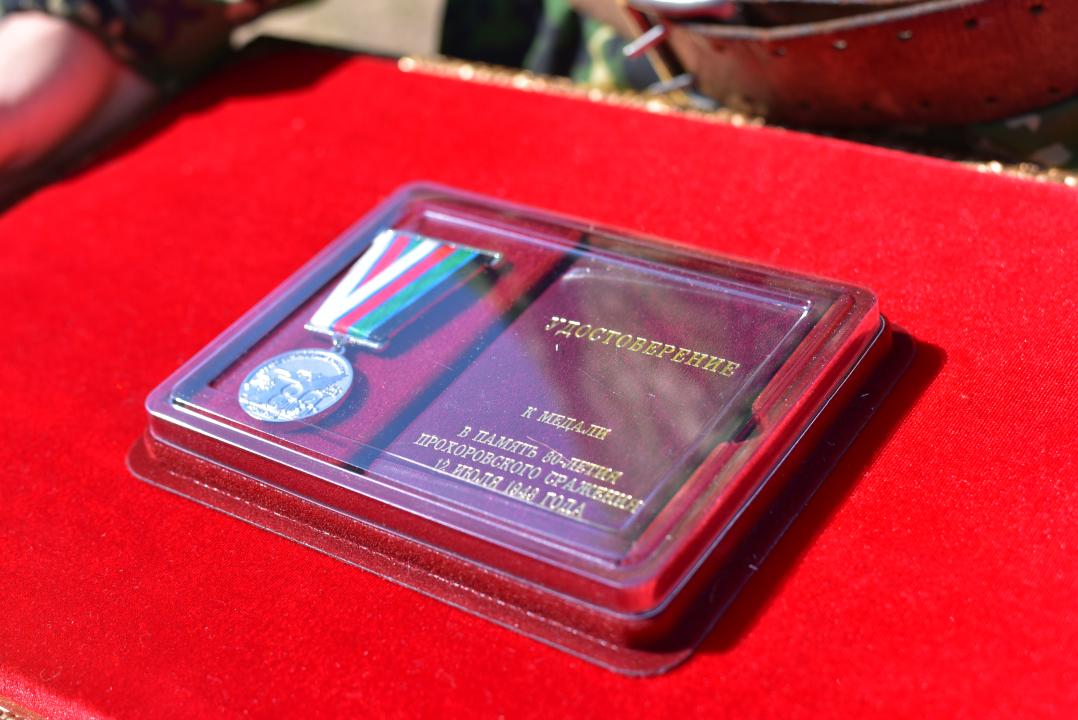 УДОСТОВЕРЕНИЕ
К МЕДАЛИ
В ПАМЯТЬ 80-ЛЕТИЯ
ПРОХОРОВСКОГО СРАЖЕНИЯ
12 ИЮЛЯ 1943 ГОДА